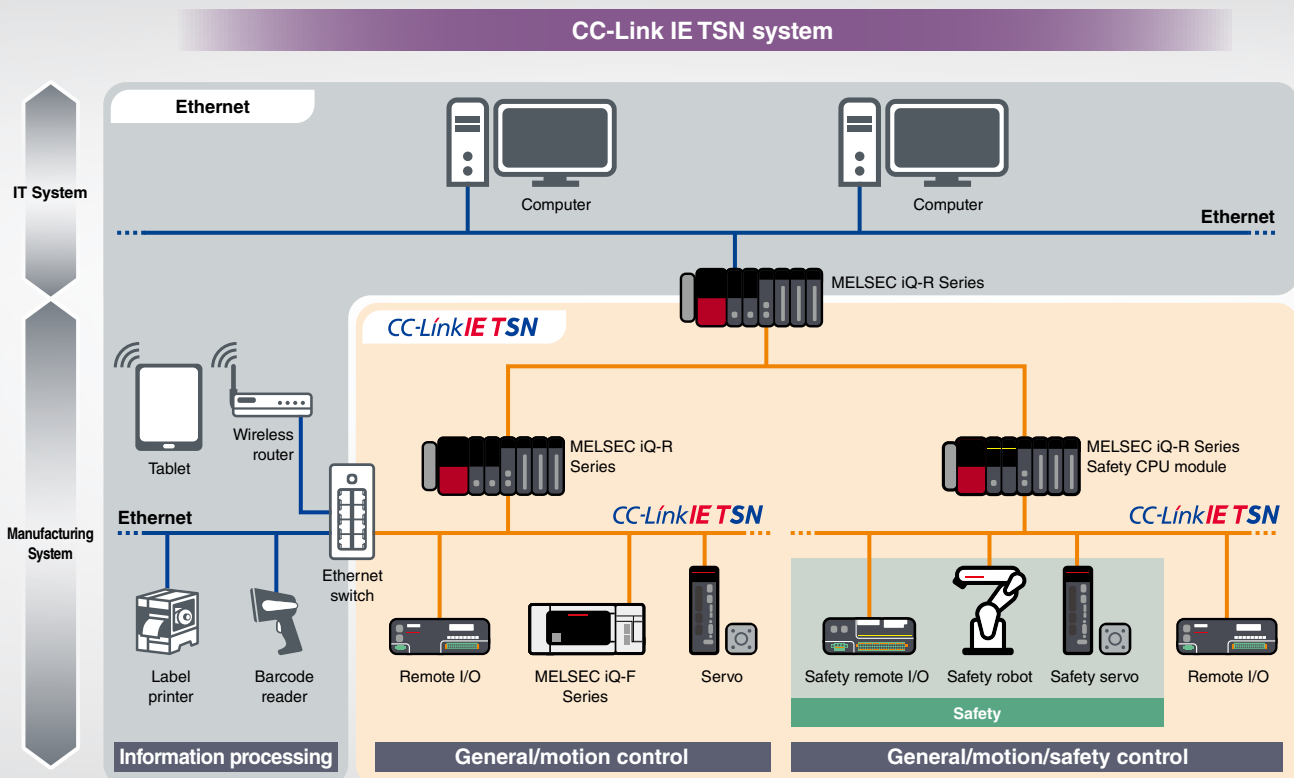 CC-Link IE TSN system
Ethernet
IT System
Computer
Computer
Ethernet
MELSEC iQ-R Series
CC-Link IE TSN
Tablet
Wireless
router
MELSEC iQ-R
Series
MELSEC iQ-R Series
Safety CPU module
Manufacturing
System
Ethernet
CC-Link IE TSN
CC-Link IE TSN
Ethernet
switch
Label
printer
Barcode
reader
Remote I/O
MELSEC iQ-F
Series
Servo
Safety remote I/O
Safety robot
Safety servo
Remote I/O
Safety
Information processing
General/motion control
General/motion/safety control